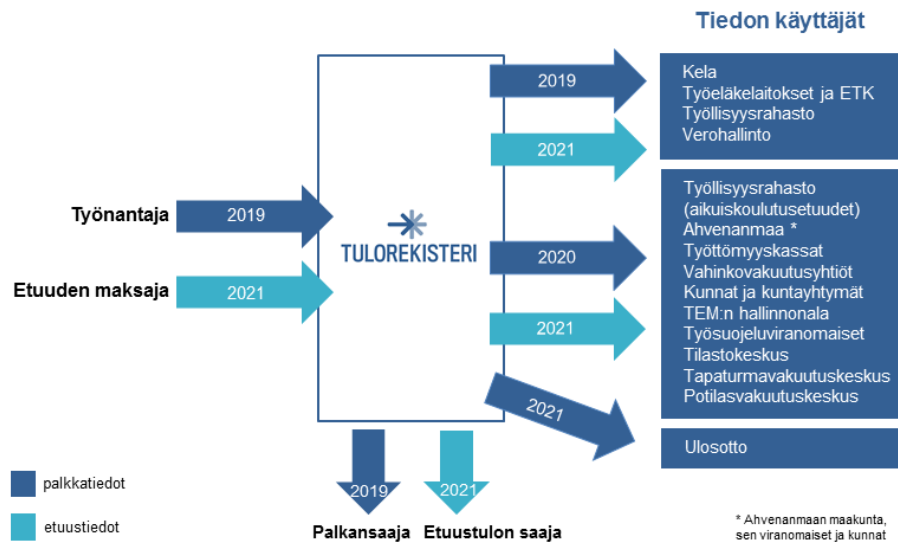 Tiedon käyttäjät
2019
Kela
Työeläkelaitokset ja ETK
Työllisyysrahasto
Verohallinto
2021
Työnantaja
2019
TULOREKISTERI
Etuuden maksaja
2021
2020
2021
Työllisyysrahasto
(aikuiskoulutusetuudet)
Ahvenanmaa *
Työttömyyskassat
Vahinkovakuutusyhtiöt
Kunnat ja kuntayhtymät
TEM:n hallinnonala
Työsuojeluviranomaiset
Tilastokeskus
Tapaturmavakuutuskeskus
Potilasvakuutuskeskus
2021
Ulosotto
2019
2021
Palkansaaja
Etuustulon saaja
palkkatiedot
etuustiedot
* Ahvenanmaan maakunta,
sen viranomaiset ja kunnat